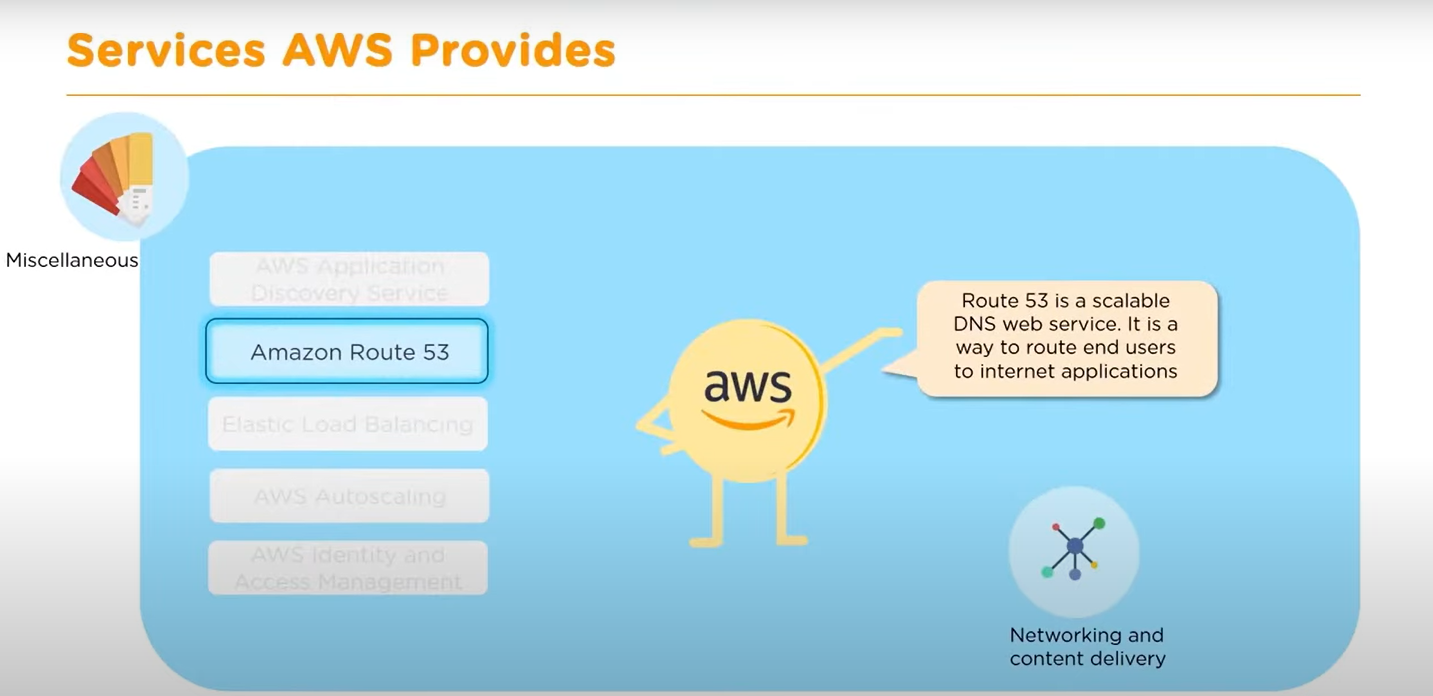 Services AWS Provides
Miscellaneous
AWS Application
Discovery Service
Amazon Route 53
Elastic Load Balancing
AWS Autoscaling
AWS Identity and
Access Management
aws
Route 53 is a scalable
DNS web service. It is a
way to route end users
to internet applications
Networking and
content delivery